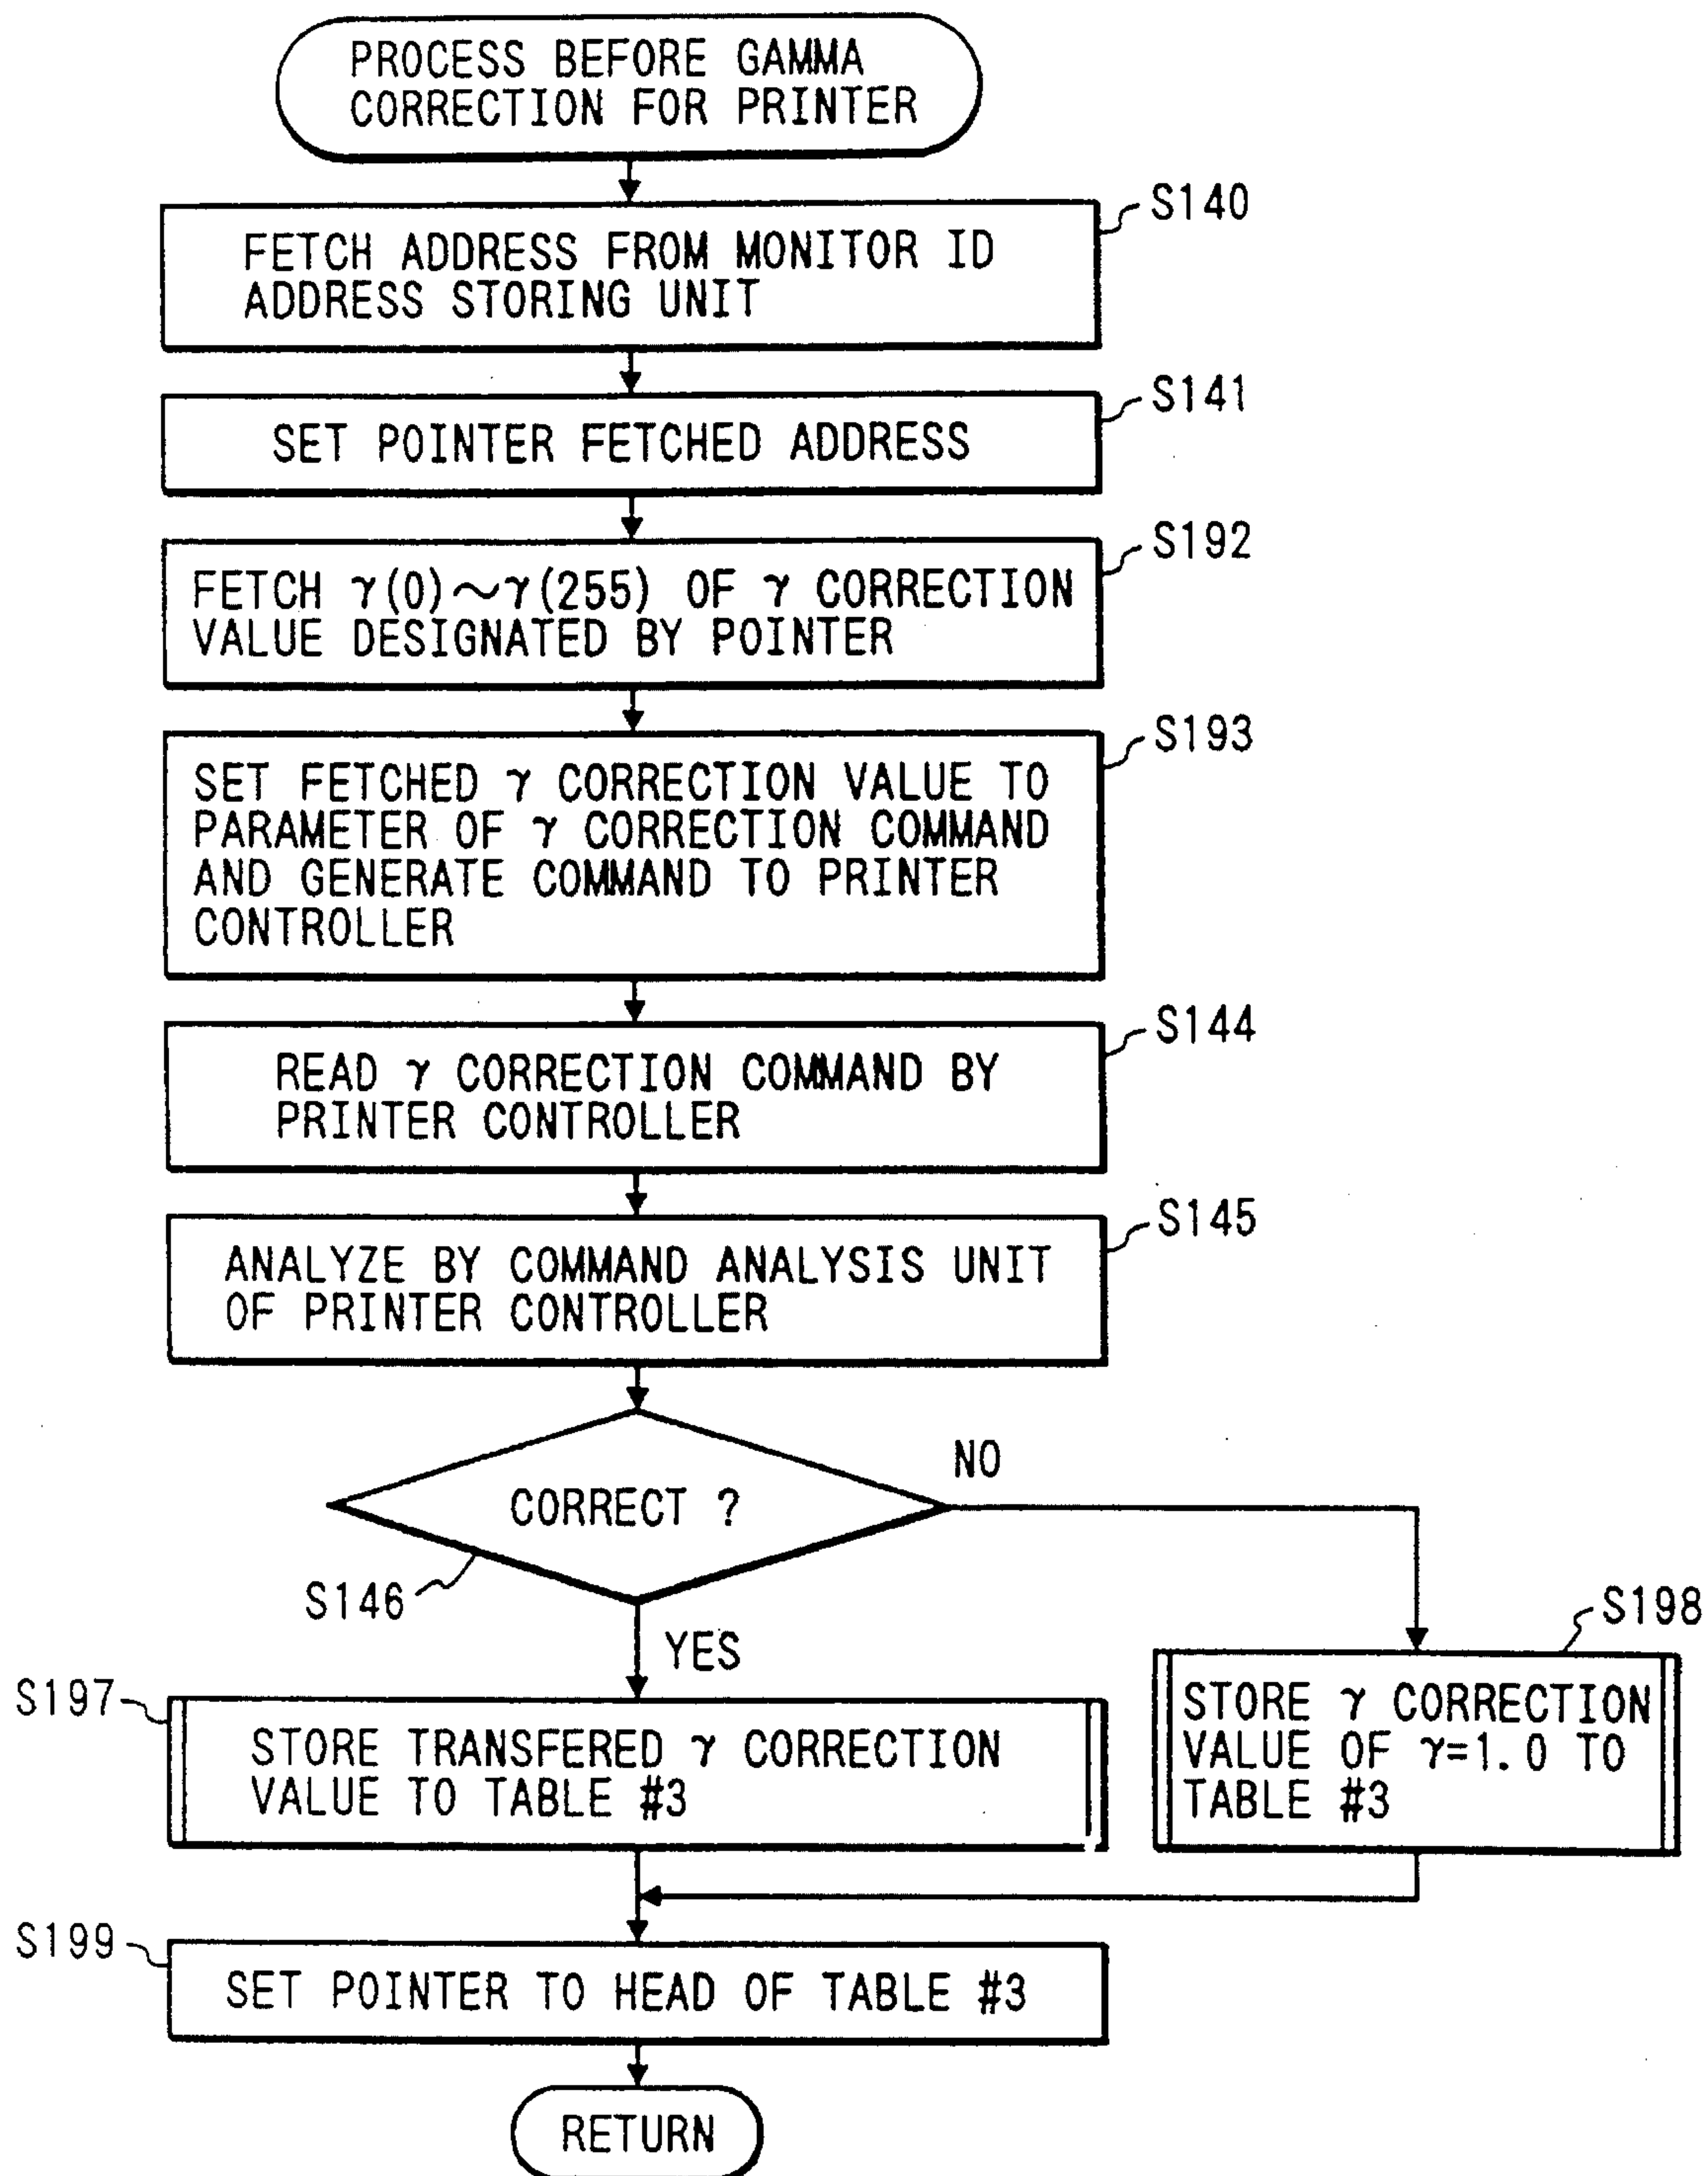 PROCESS BEFORE GAMMA
CORRECTION FOR PRINTER
S140
FETCH ADDRESS FROM MONITOR ID
ADDRESS STORING UNIT
S141
SET POINTER FETCHED ADDRESS
S192
FETCH γ(0)~γ(255) OF γ CORRECTION
VALUE DESIGNATED BY POINTER
S193
SET FETCHED γ CORRECTION VALUE TO
PARAMETER OF γ CORRECTION COMMAND
AND GENERATE COMMAND TO PRINTER
CONTROLLER
S144
READ γ CORRECTION COMMAND BY
PRINTER CONTROLLER
S145
ANALYZE BY COMMAND ANALYSIS UNIT
OF PRINTER CONTROLLER
NO
CORRECT ?
S146
YES
S198
S197
STORE TRANSFERED γ CORRECTION
VALUE TO TABLE #3
STORE γ CORRECTION
VALUE OF γ=1.0 TO
TABLE #3
S199
SET POINTER TO HEAD OF TABLE #3
RETURN